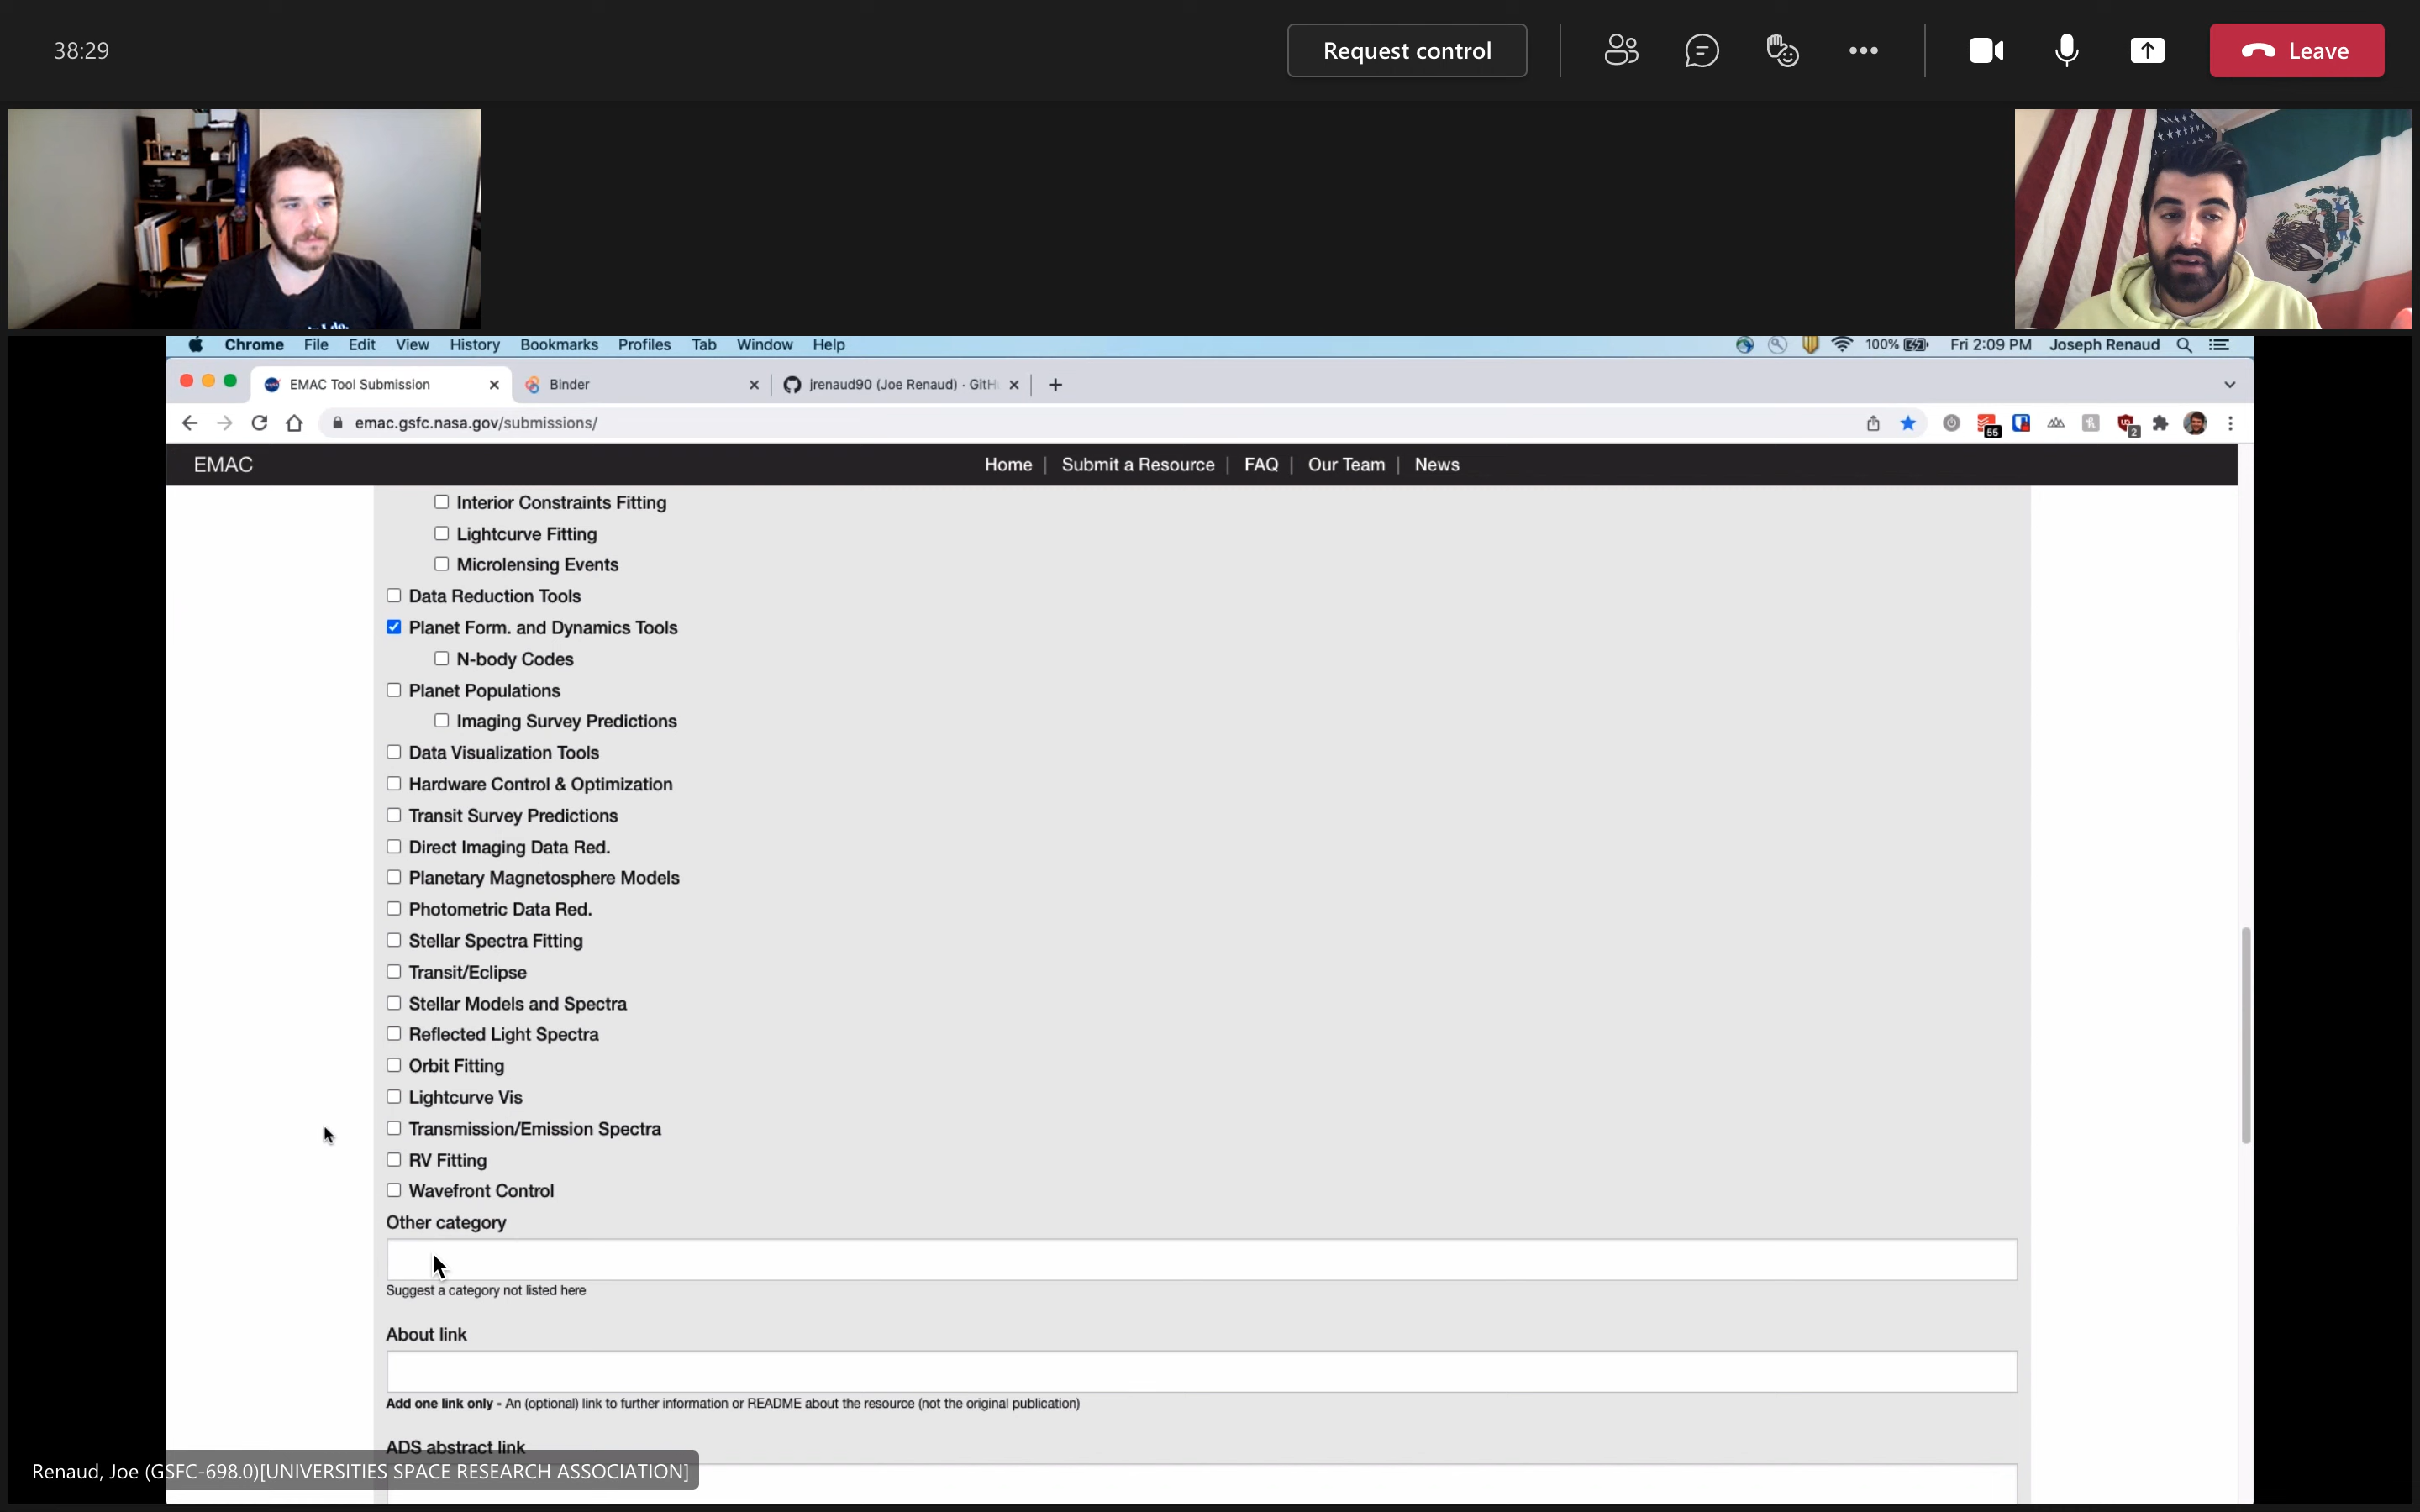 38:29
Request control
Leave
Chrome File Edit View History Bookmarks Profiles Tab Window Help
100% Fri 2:09 PM Joseph Renaud
EMAC Tool Submission
Binder
jrenaud90 (Joe Renaud) · GitH
emac.gsfc.nasa.gov/submissions/
55
2
EMAC
Home | Submit a Resource | FAQ | Our Team | News
Interior Constraints Fitting
Lightcurve Fitting
Microlensing Events
Data Reduction Tools
Planet Form. and Dynamics Tools
N-body Codes
Planet Populations
Imaging Survey Predictions
Data Visualization Tools
Hardware Control & Optimization
Transit Survey Predictions
Direct Imaging Data Red.
Planetary Magnetosphere Models
Photometric Data Red.
Stellar Spectra Fitting
Transit/Eclipse
Stellar Models and Spectra
Reflected Light Spectra
Orbit Fitting
Lightcurve Vis
Transmission/Emission Spectra
RV Fitting
Wavefront Control
Other category
Suggest a category not listed here
About link
Add one link only - An (optional) link to further information or README about the resource (not the original publication)
ADS abstract link
Renaud, Joe (GSFC-698.0)[UNIVERSITIES SPACE RESEARCH ASSOCIATION]